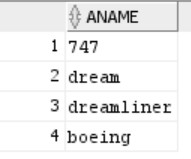 ANAME
1 747
2 dream
3 dreamliner
4 boeing